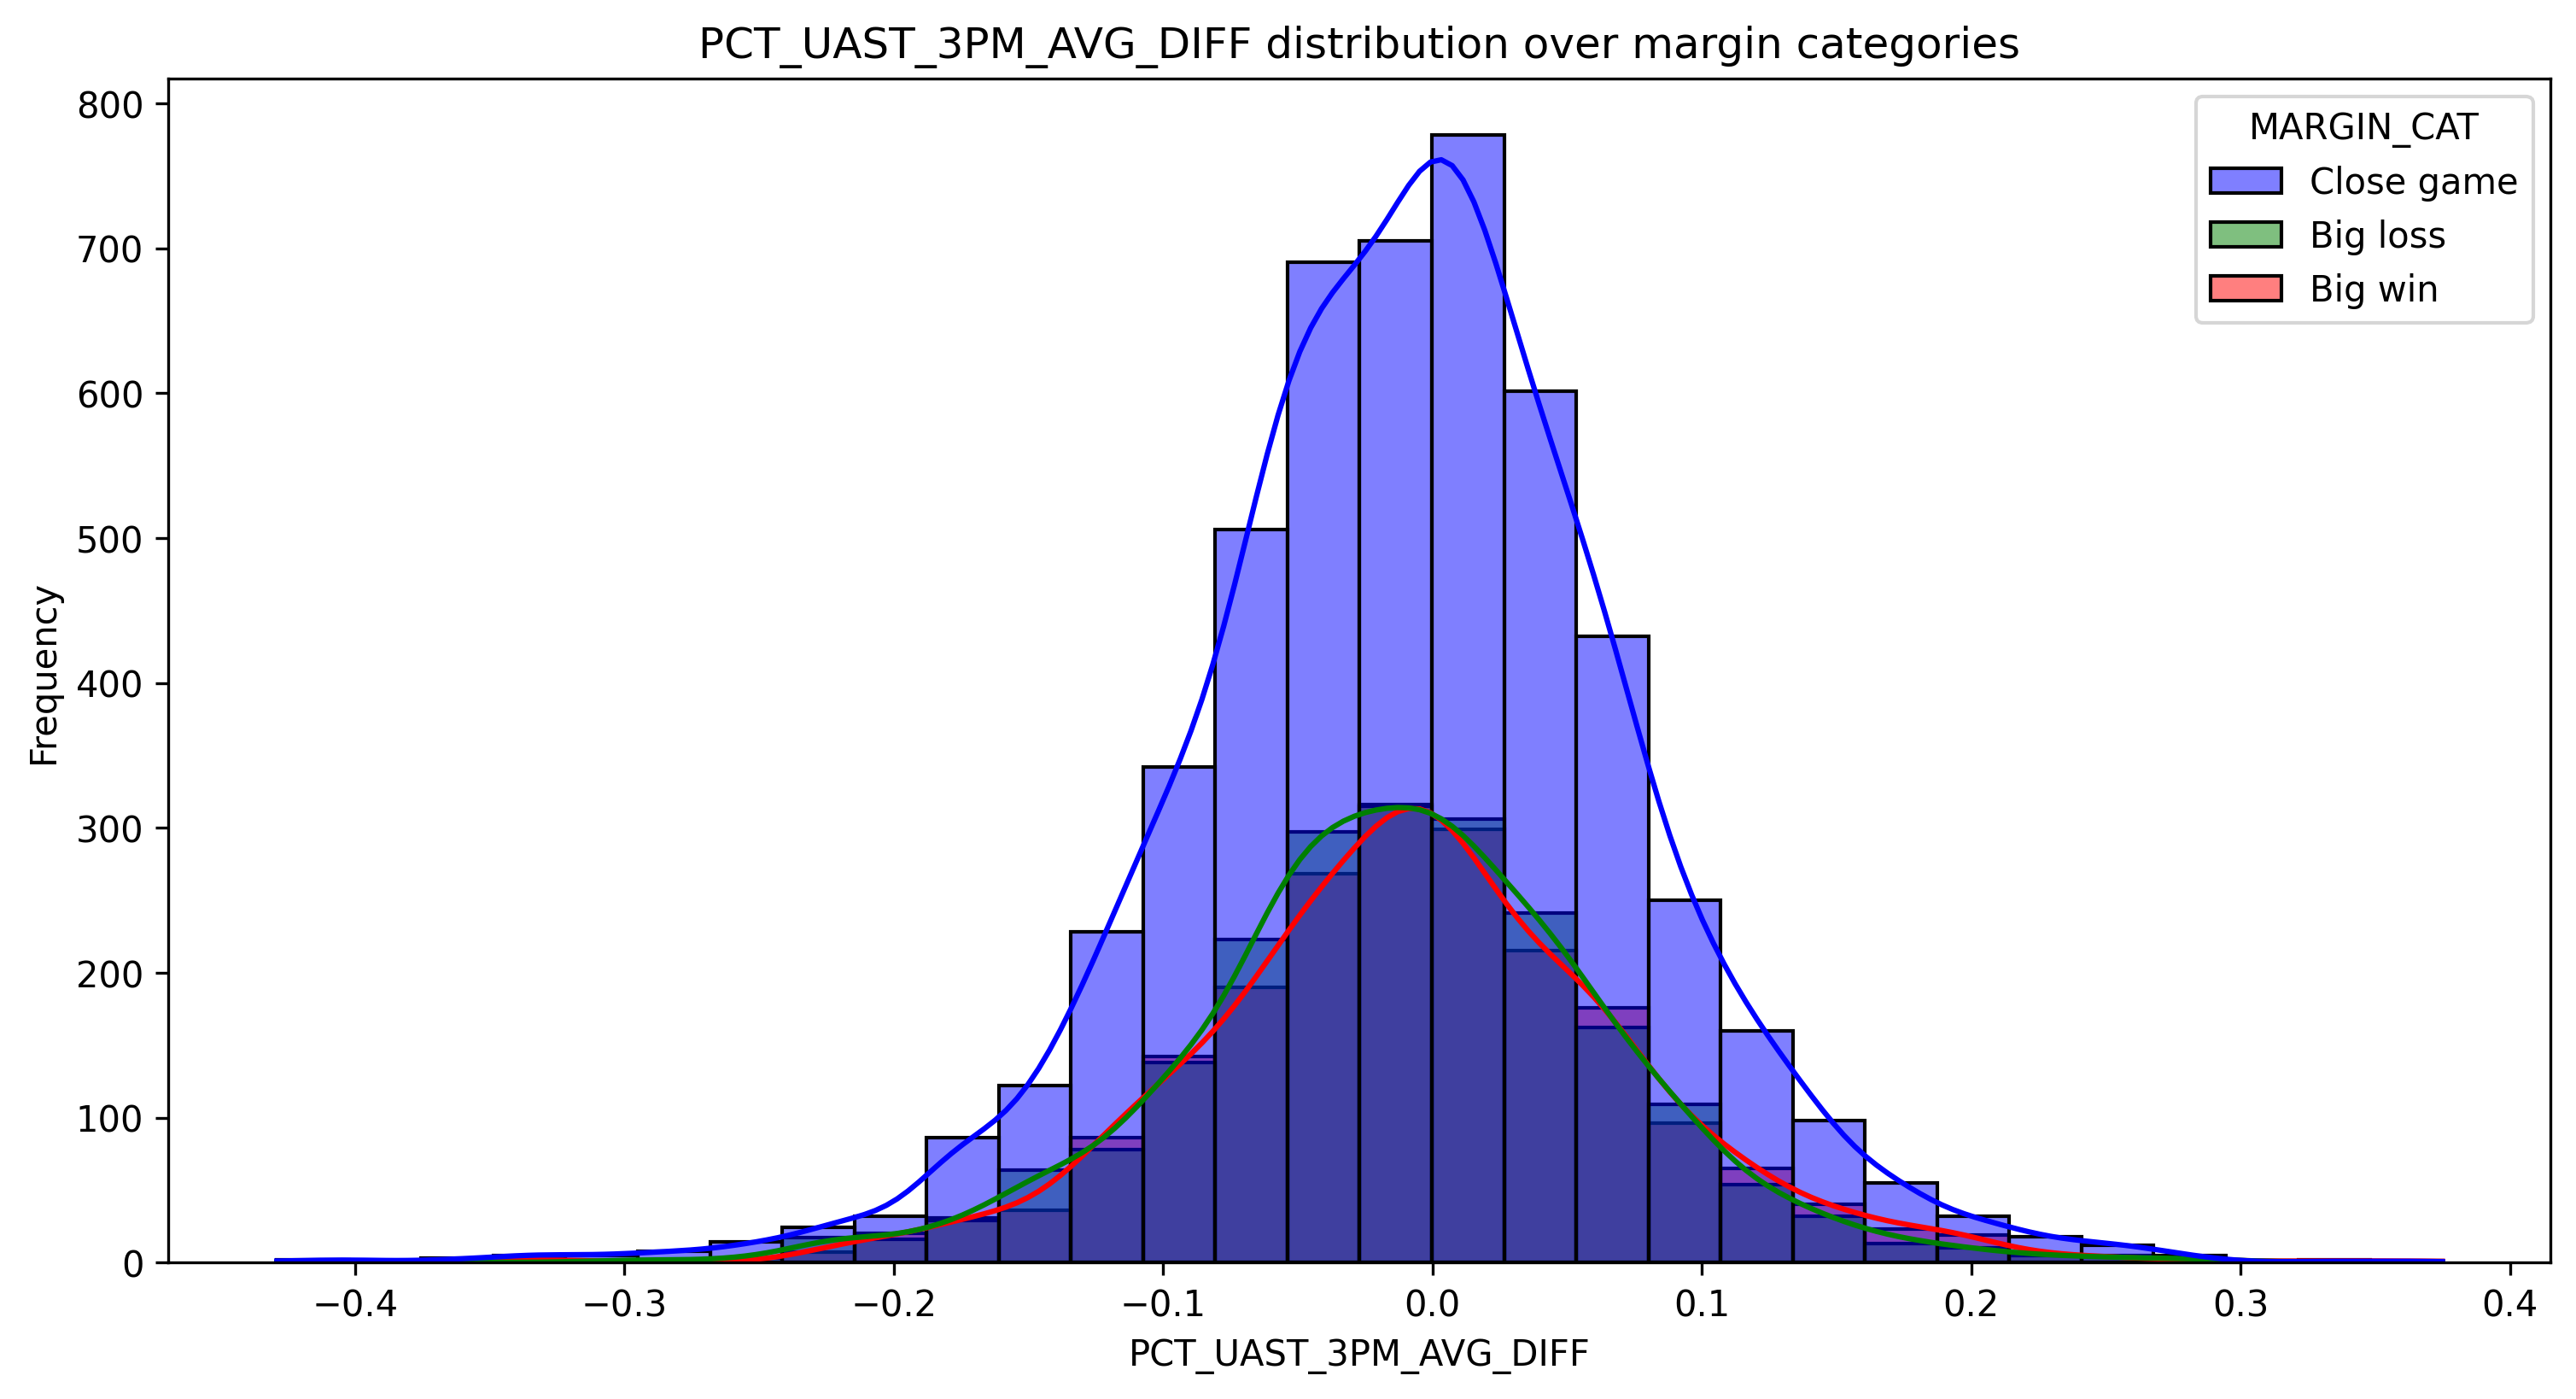 PCT_UAST_3PM_AVG_DIFF distribution over margin categories
MARGIN_CAT
Close game
Big loss
Big win
Frequency
800
700
600
500
400
300
200
100
0
−0.4 −0.3 −0.2 −0.1 0.0 0.1 0.2 0.3 0.4
PCT_UAST_3PM_AVG_DIFF